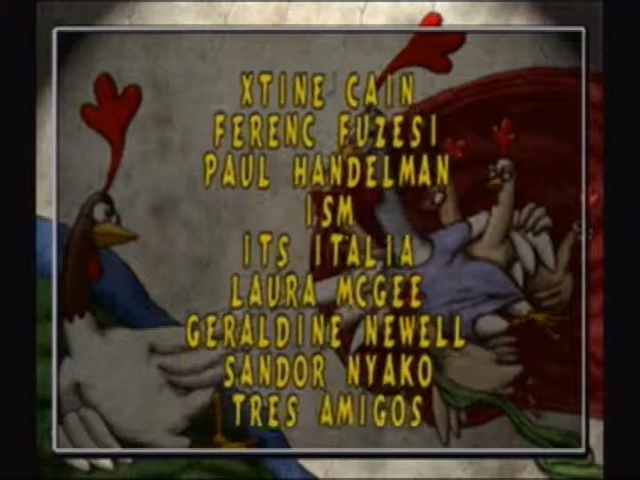 XTINE CAIN
FERENC FUZESI
PAUL HANDELMAN
ISM
ITS ITALIA
LAURA MCGEE
GERALDINE NEWELL
SANDOR NYAKO
TRES AMIGOS